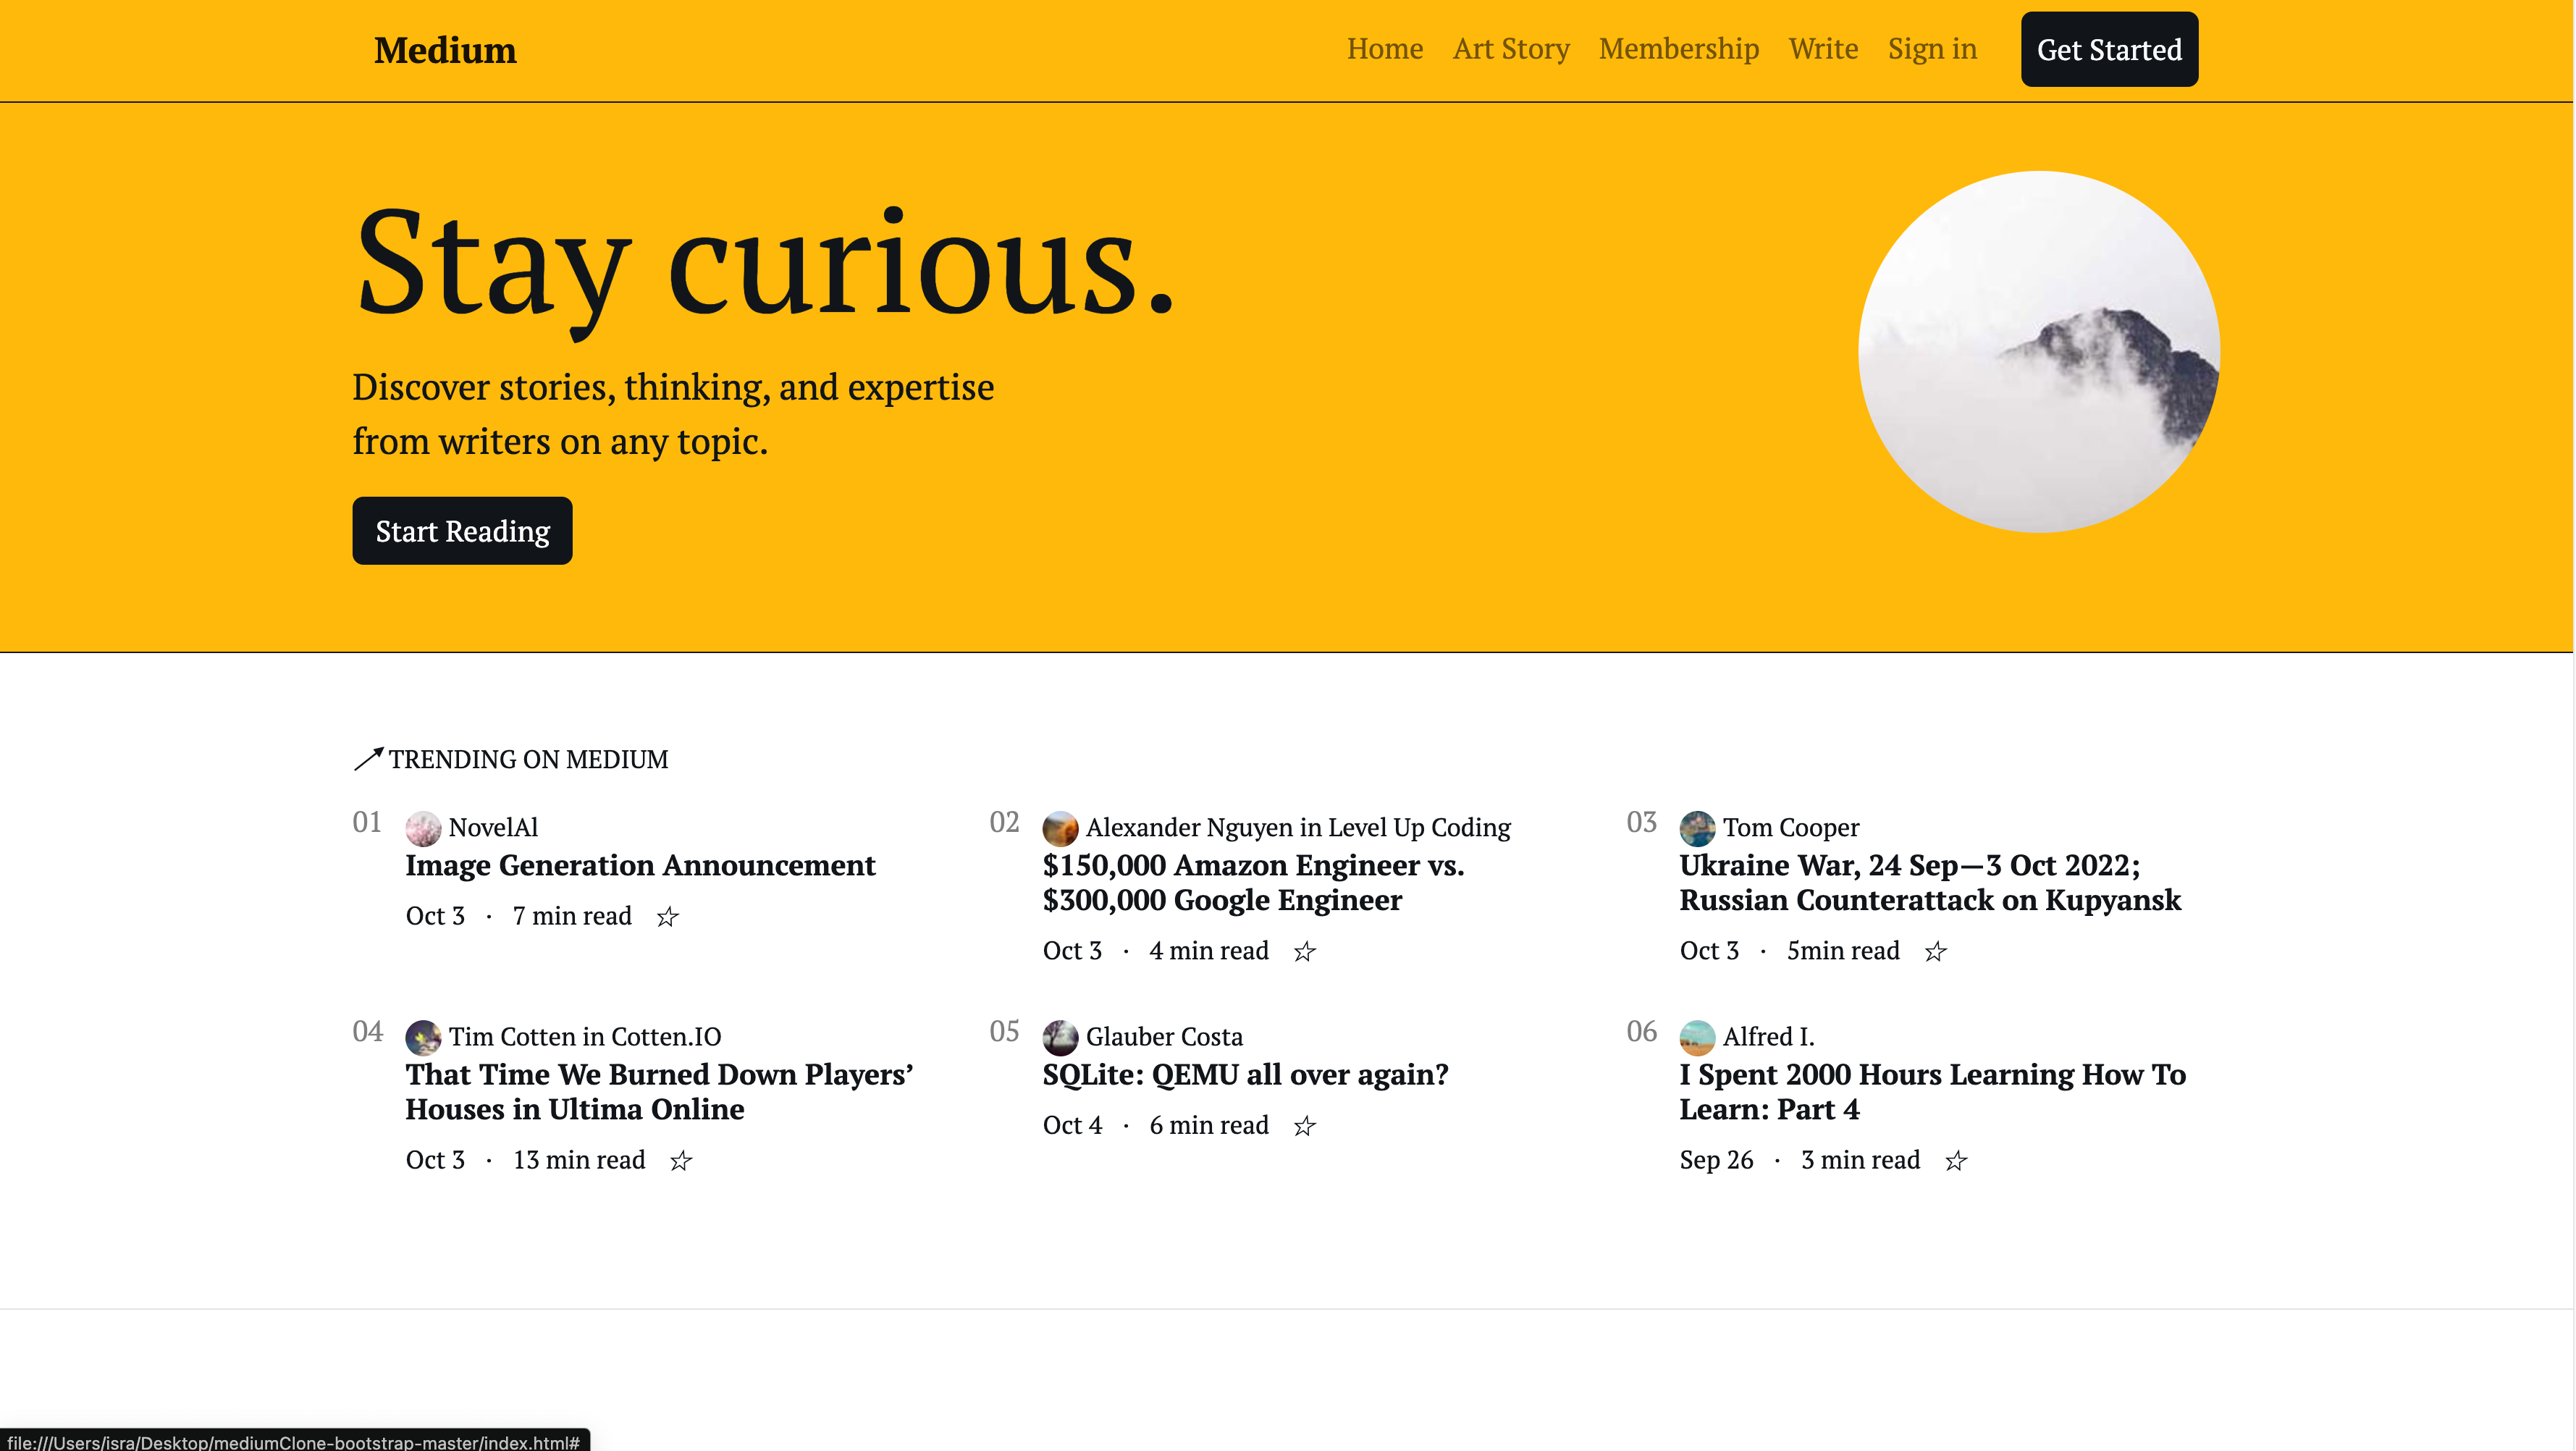 Medium
Home Art Story Membership Write Sign in Get Started
Stay curious.
Discover stories, thinking, and expertise
from writers on any topic.
Start Reading
TRENDING ON MEDIUM
01 NovelAl
Image Generation Announcement
Oct 3 · 7 min read ☆
02 Alexander Nguyen in Level Up Coding
$150,000 Amazon Engineer vs.
$300,000 Google Engineer
Oct 3 · 4 min read ☆
03 Tom Cooper
Ukraine War, 24 Sep—3 Oct 2022;
Russian Counterattack on Kupyansk
Oct 3 · 5min read ☆
04 Tim Cotten in Cotten.IO
That Time We Burned Down Players’
Houses in Ultima Online
Oct 3 · 13 min read ☆
05 Glauber Costa
SQLite: QEMU all over again?
Oct 4 · 6 min read ☆
06 Alfred I.
I Spent 2000 Hours Learning How To
Learn: Part 4
Sep 26 · 3 min read ☆
file:///Users/isra/Desktop/mediumClone-bootstrap-master/index.html#